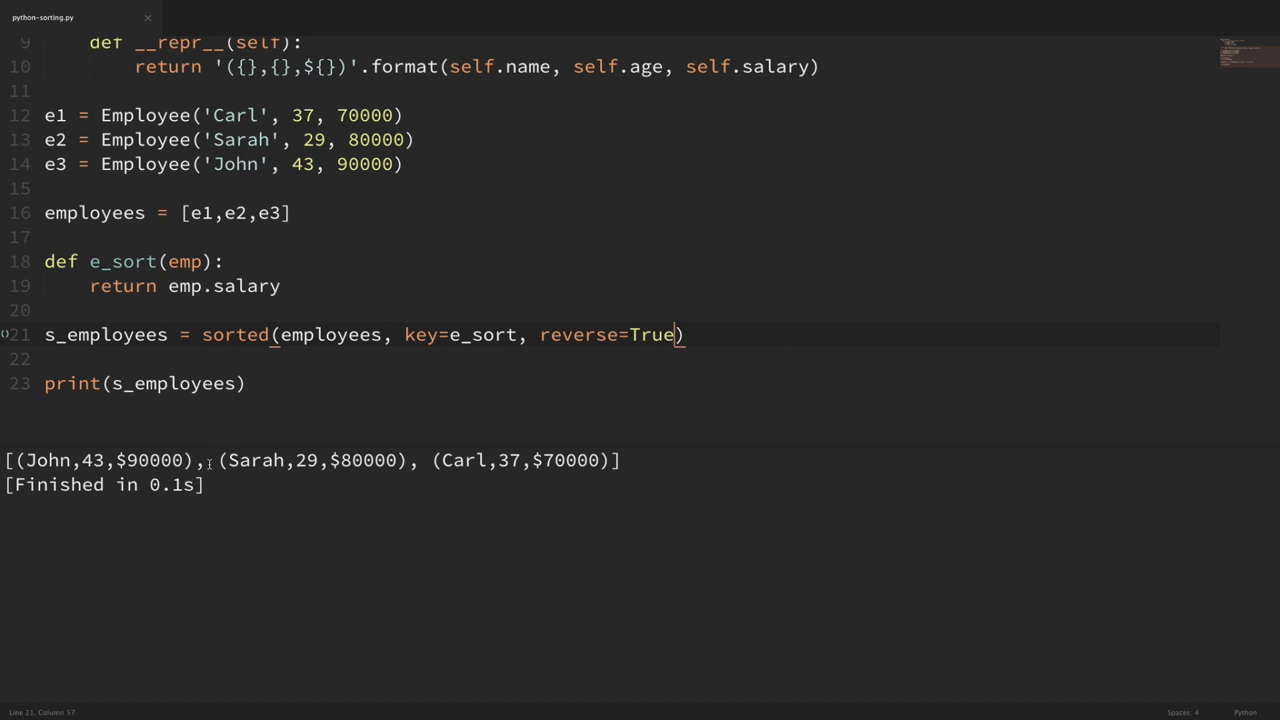 python-sorting.py ×
9     def __repr__(self):
10         return '({},{},${})'.format(self.name, self.age, self.salary)
11
12 e1 = Employee('Carl', 37, 70000)
13 e2 = Employee('Sarah', 29, 80000)
14 e3 = Employee('John', 43, 90000)
15
16 employees = [e1,e2,e3]
17
18 def e_sort(emp):
19     return emp.salary
20
21 s_employees = sorted(employees, key=e_sort, reverse=True)
22
23 print(s_employees)
[(John,43,$90000), (Sarah,29,$80000), (Carl,37,$70000)]
[Finished in 0.1s]
Line 21, Column 57 Spaces: 4 Python